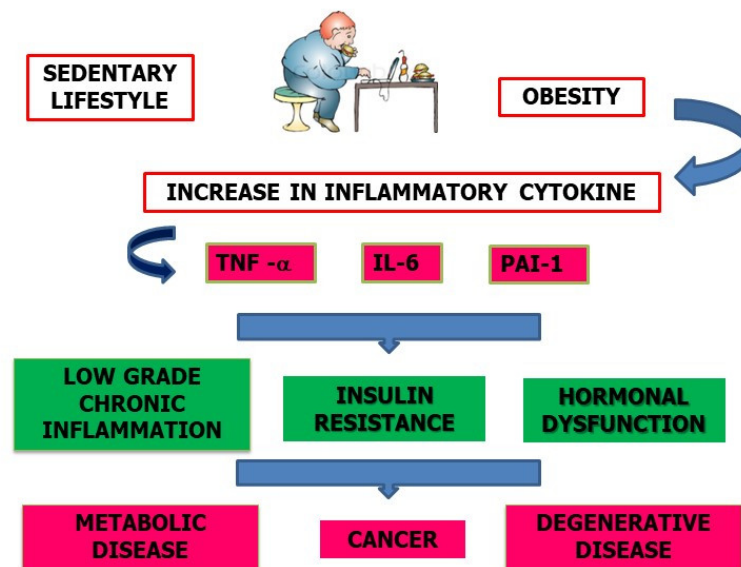 SEDENTARY
LIFESTYLE
OBESITY
INCREASE IN INFLAMMATORY CYTOKINE
TNF -α
IL-6
PAI-1
LOW GRADE
CHRONIC
INFLAMMATION
INSULIN
RESISTANCE
HORMONAL
DYSFUNCTION
METABOLIC
DISEASE
CANCER
DEGENERATIVE
DISEASE